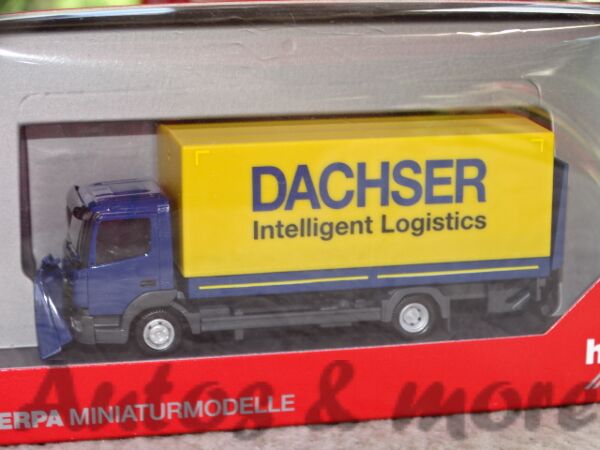 DACHSER
Intelligent Logistics
ERPA MINIATURMODELLE
h
Autos & more